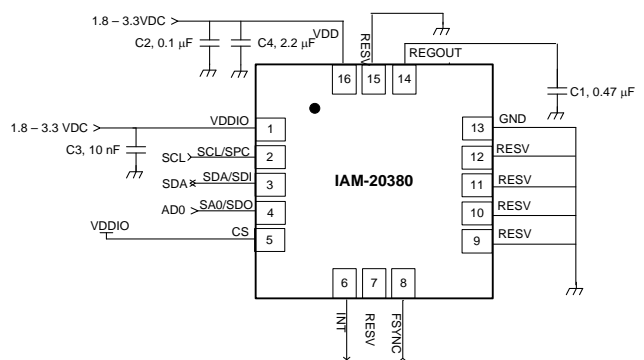 1.8 – 3.3VDC
C2, 0.1 µF
C4, 2.2 µF
VDD
RESV
REGOUT
C1, 0.47 µF
16
15
14
1.8 – 3.3 VDC
VDDIO
1
C3, 10 nF
SCL
SCL/SPC
2
SDA
SDA/SDI
3
AD0
SA0/SDO
4
VDDIO
CS
5
IAM-20380
13
GND
12
RESV
11
RESV
10
RESV
9
RESV
6
7
8
INT
RESV
FSYNC